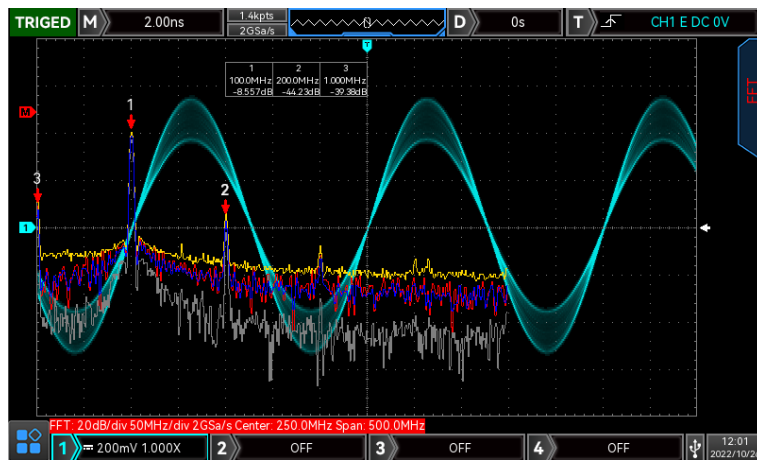 TRIGED M 2.00ns 1.4kpts 2GSa/s D 0s T CH1 E DC 0V
T
FFT
1 2 3
100.0MHz 200.0MHz 1.000MHz
-8.557dB -44.23dB -39.38dB
M
1
3
2
1
FFT: 20dB/div 50MHz/div 2GSa/s Center: 250.0MHz Span: 500.0MHz
1 200mV 1.000X 2 OFF 3 OFF 4 OFF 12:01
2022/10/26